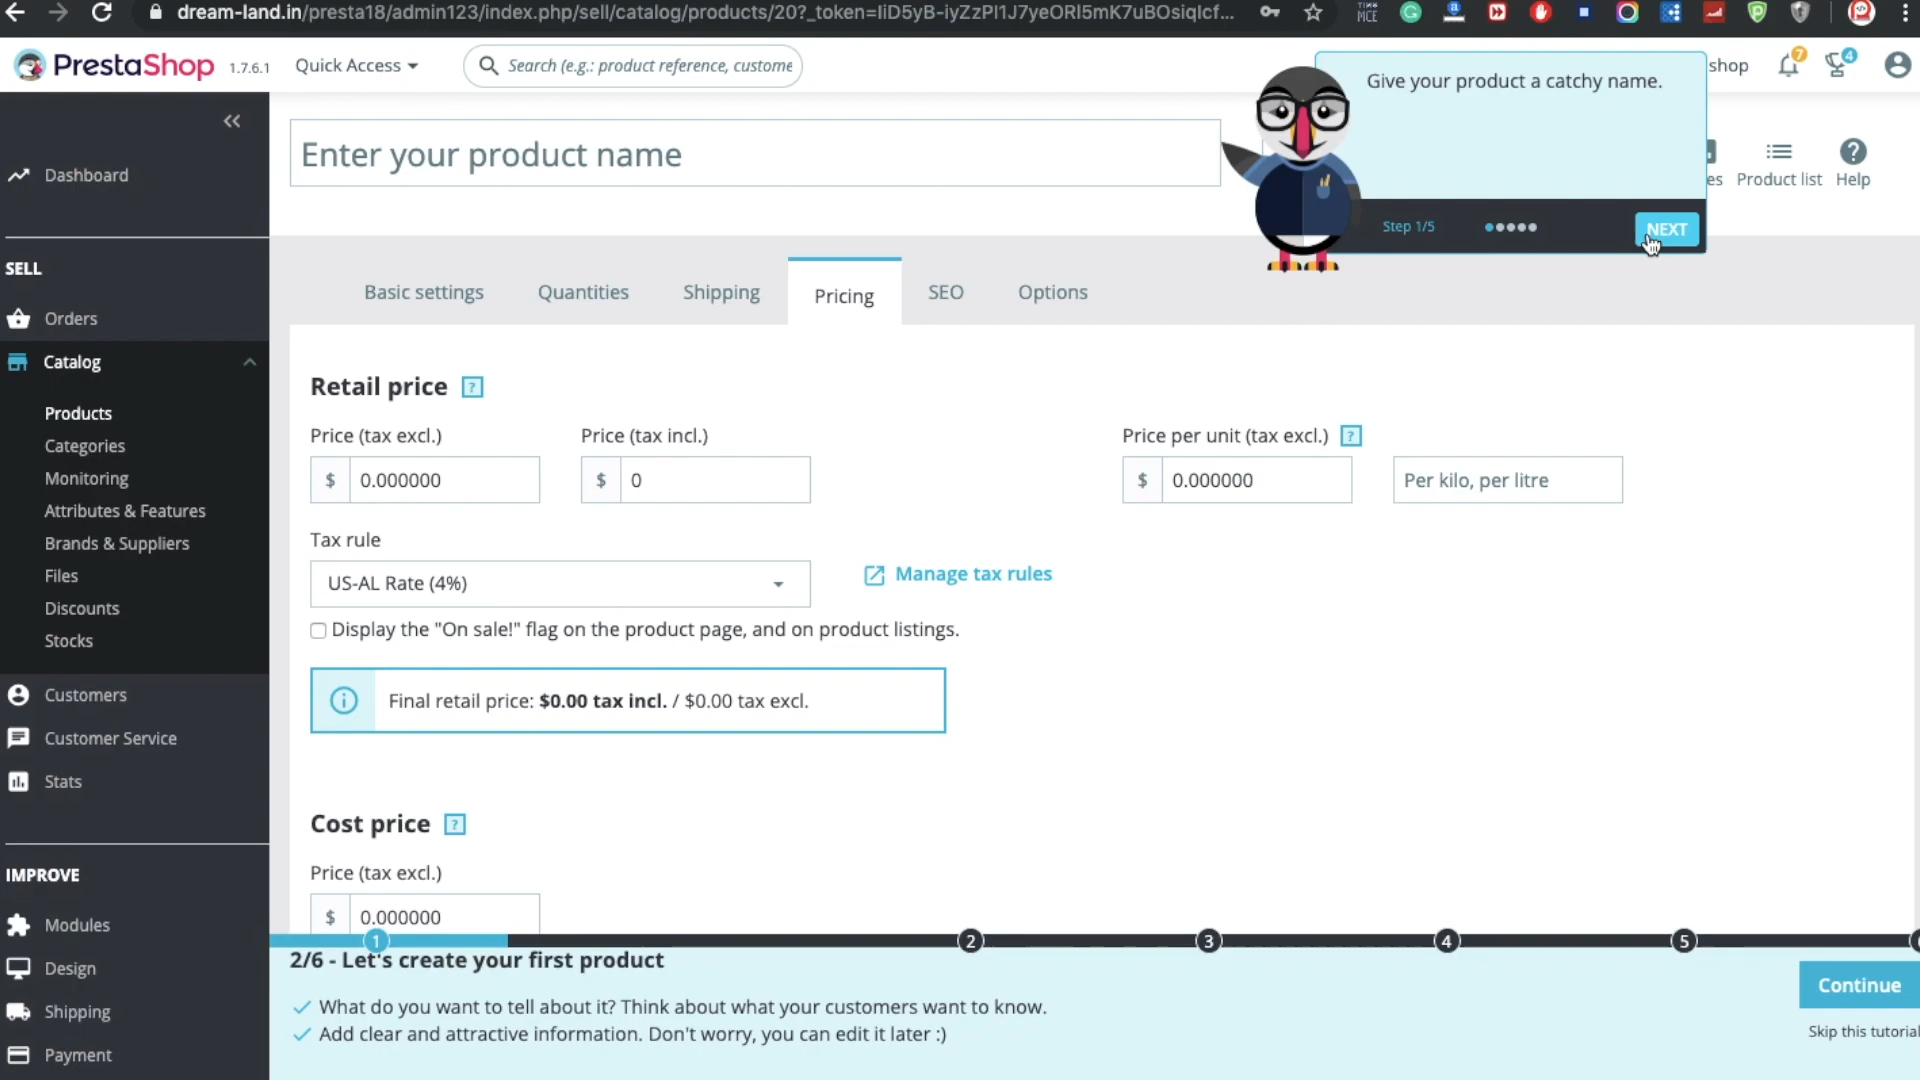 dream-land.in/presta18/admin123/index.php/sell/catalog/products/20?_token=IiD5yB-iyZzPl1J7yeORl5mK7uBOsiqIcf...
TINY
MCE
PrestaShop 1.7.6.1
Quick Access
Search (e.g.: product reference, custome
Give your product a catchy name.
shop
7
4
Enter your product name
es
Product list
Help
Step 1/5
NEXT
Dashboard
SELL
Orders
Catalog
Products
Categories
Monitoring
Attributes & Features
Brands & Suppliers
Files
Discounts
Stocks
Customers
Customer Service
Stats
IMPROVE
Modules
Design
Shipping
Payment
Basic settings
Quantities
Shipping
Pricing
SEO
Options
Retail price ?
Price (tax excl.)
Price (tax incl.)
Price per unit (tax excl.) ?
$ 0.000000
$ 0
$ 0.000000
Per kilo, per litre
Tax rule
US-AL Rate (4%)
Manage tax rules
Display the "On sale!" flag on the product page, and on product listings.
Final retail price: $0.00 tax incl. / $0.00 tax excl.
Cost price ?
Price (tax excl.)
$ 0.000000
1
2
3
4
5
2/6 - Let's create your first product
What do you want to tell about it? Think about what your customers want to know.
Add clear and attractive information. Don't worry, you can edit it later :)
Continue
Skip this tutorial